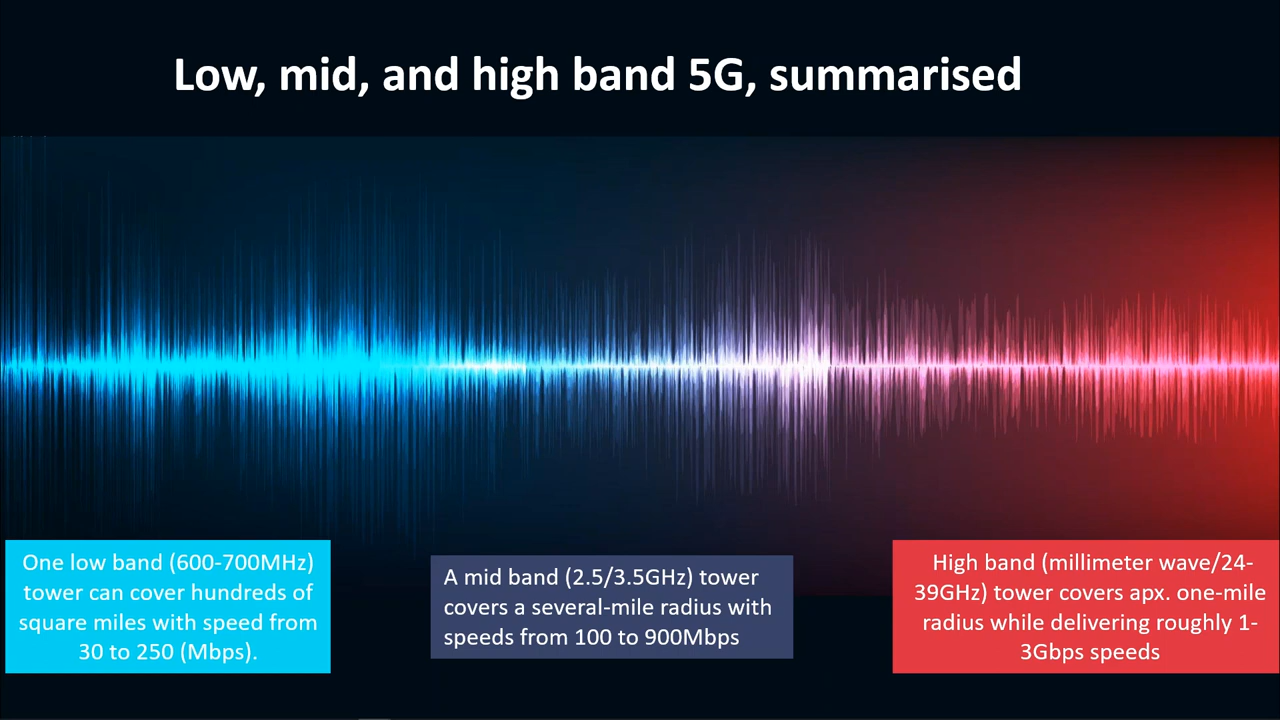 Low, mid, and high band 5G, summarised
One low band (600-700MHz)
tower can cover hundreds of
square miles with speed from
30 to 250 (Mbps).
A mid band (2.5/3.5GHz) tower
covers a several-mile radius with
speeds from 100 to 900Mbps
High band (millimeter wave/24-
39GHz) tower covers apx. one-mile
radius while delivering roughly 1-
3Gbps speeds